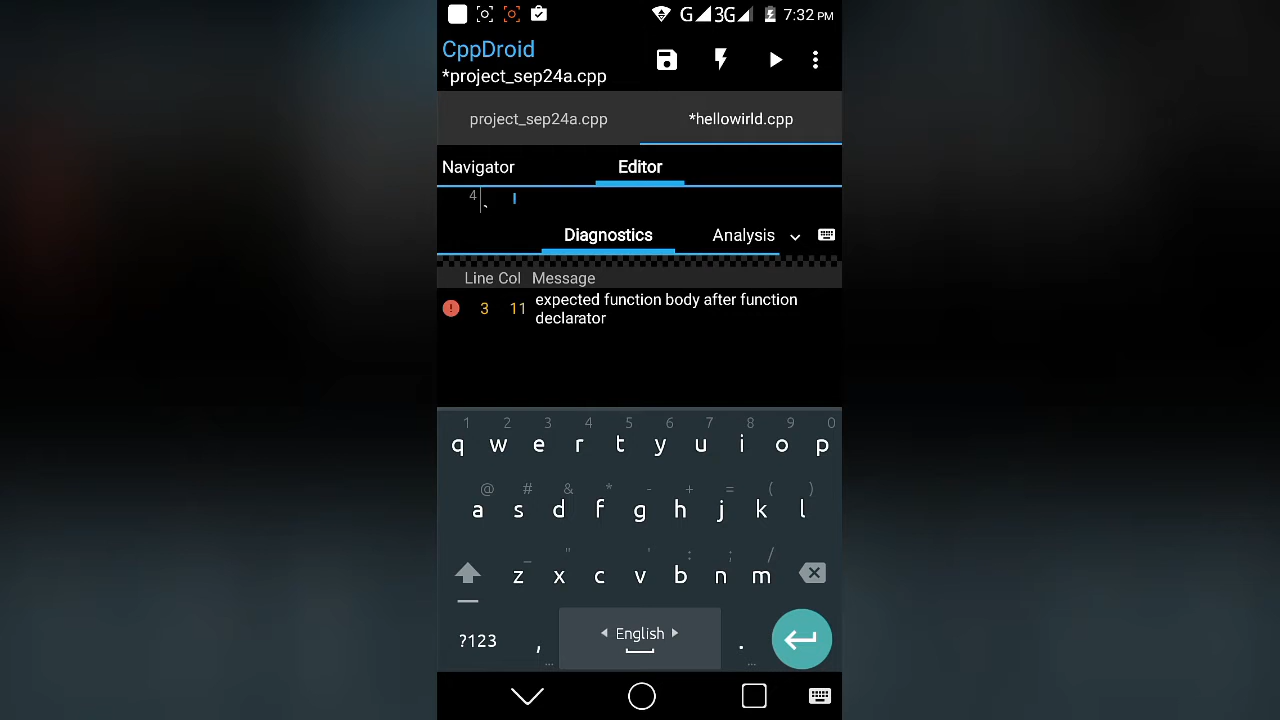 G 3G 7:32 PM
CppDroid
*project_sep24a.cpp
project_sep24a.cpp *hellowirld.cpp
Navigator Editor
4
Diagnostics Analysis
Line Col Message
! 3 11 expected function body after function
declarator
1 2 3 4 5 6 7 8 9 0
q w e r t y u i o p
@ # & * - + = ( )
a s d f g h j k l
_ " ' : ; /
z x c v b n m
?123 , English .